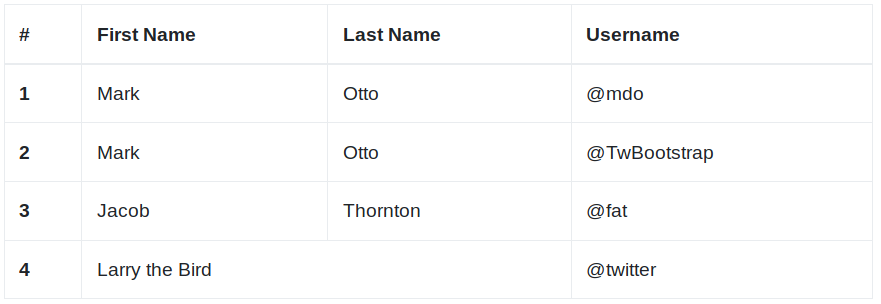 # First Name Last Name Username
1 Mark Otto @mdo
2 Mark Otto @TwBootstrap
3 Jacob Thornton @fat
4 Larry the Bird @twitter